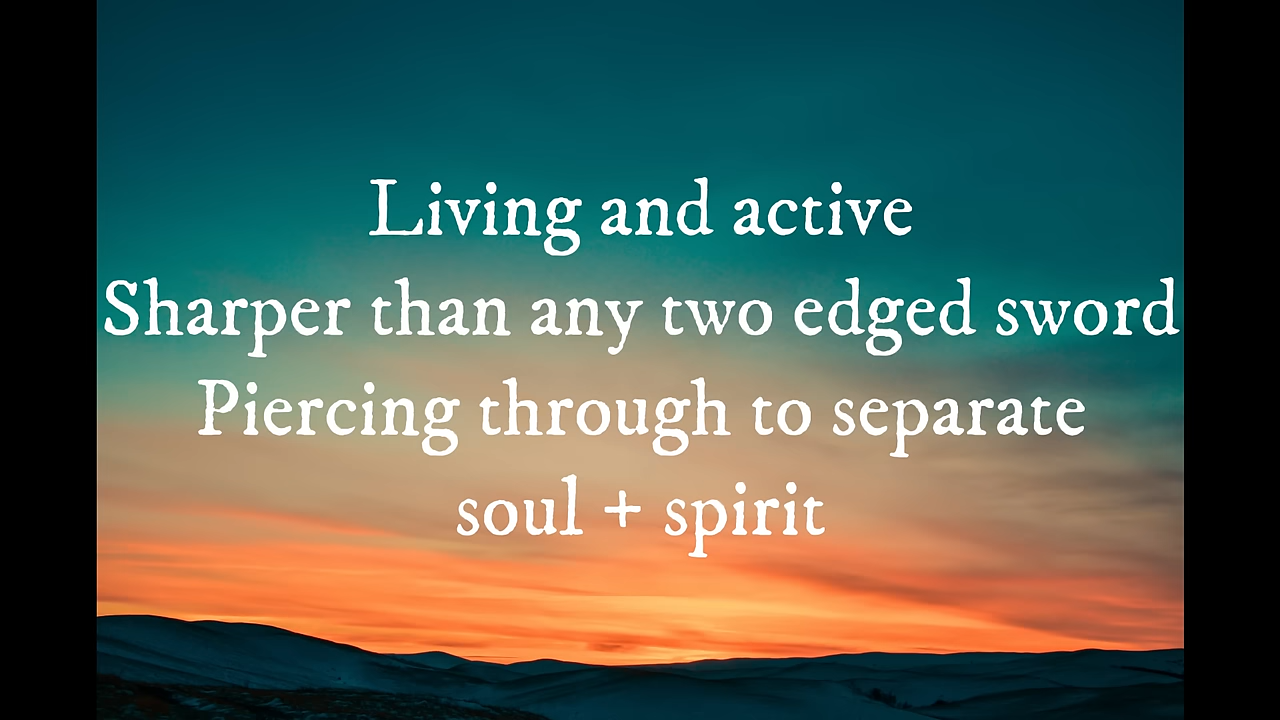 Living and active
Sharper than any two edged sword
Piercing through to separate
soul + spirit